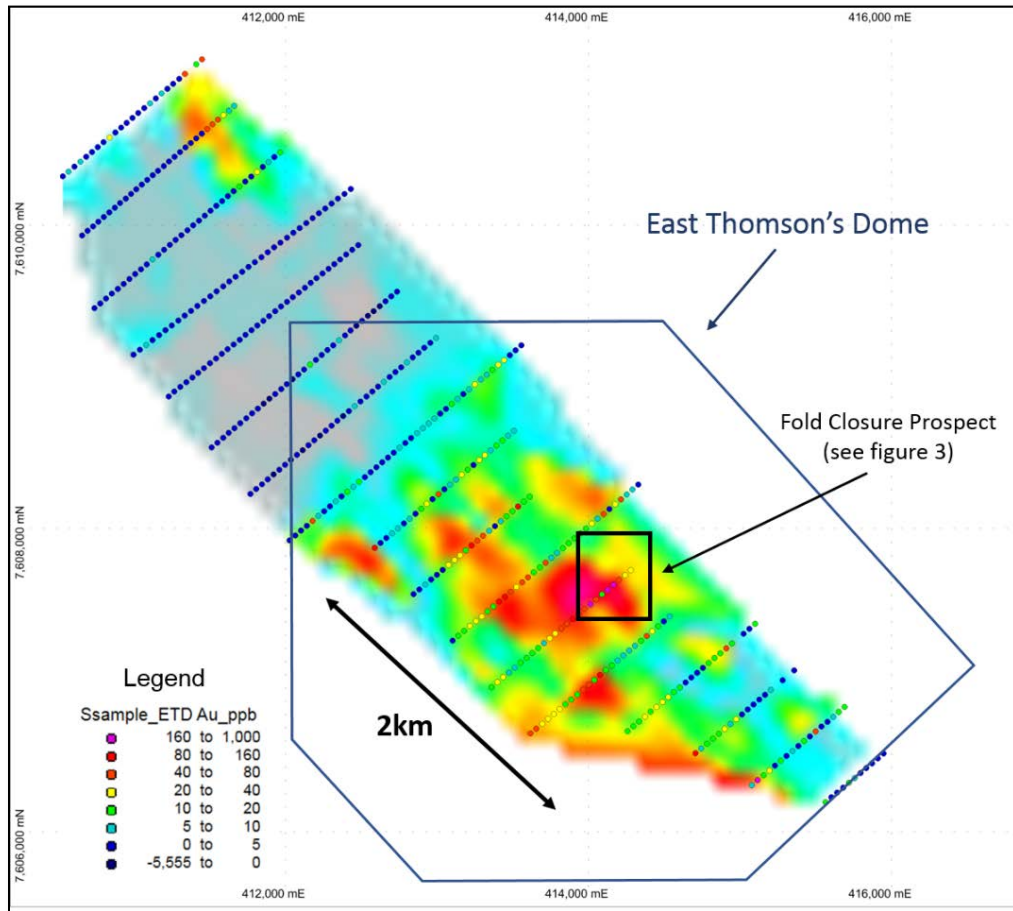 412,000 mE 414,000 mE 416,000 mE
7,610,000 mN
East Thomson's Dome
Fold Closure Prospect
(see figure 3)
7,608,000 mN
2km
Legend
Ssample_ETD Au_ppb
160 to 1,000
80 to 160
40 to 80
20 to 40
10 to 20
5 to 10
0 to 5
-5,555 to 0
7,606,000 mN
412,000 mE 414,000 mE 416,000 mE